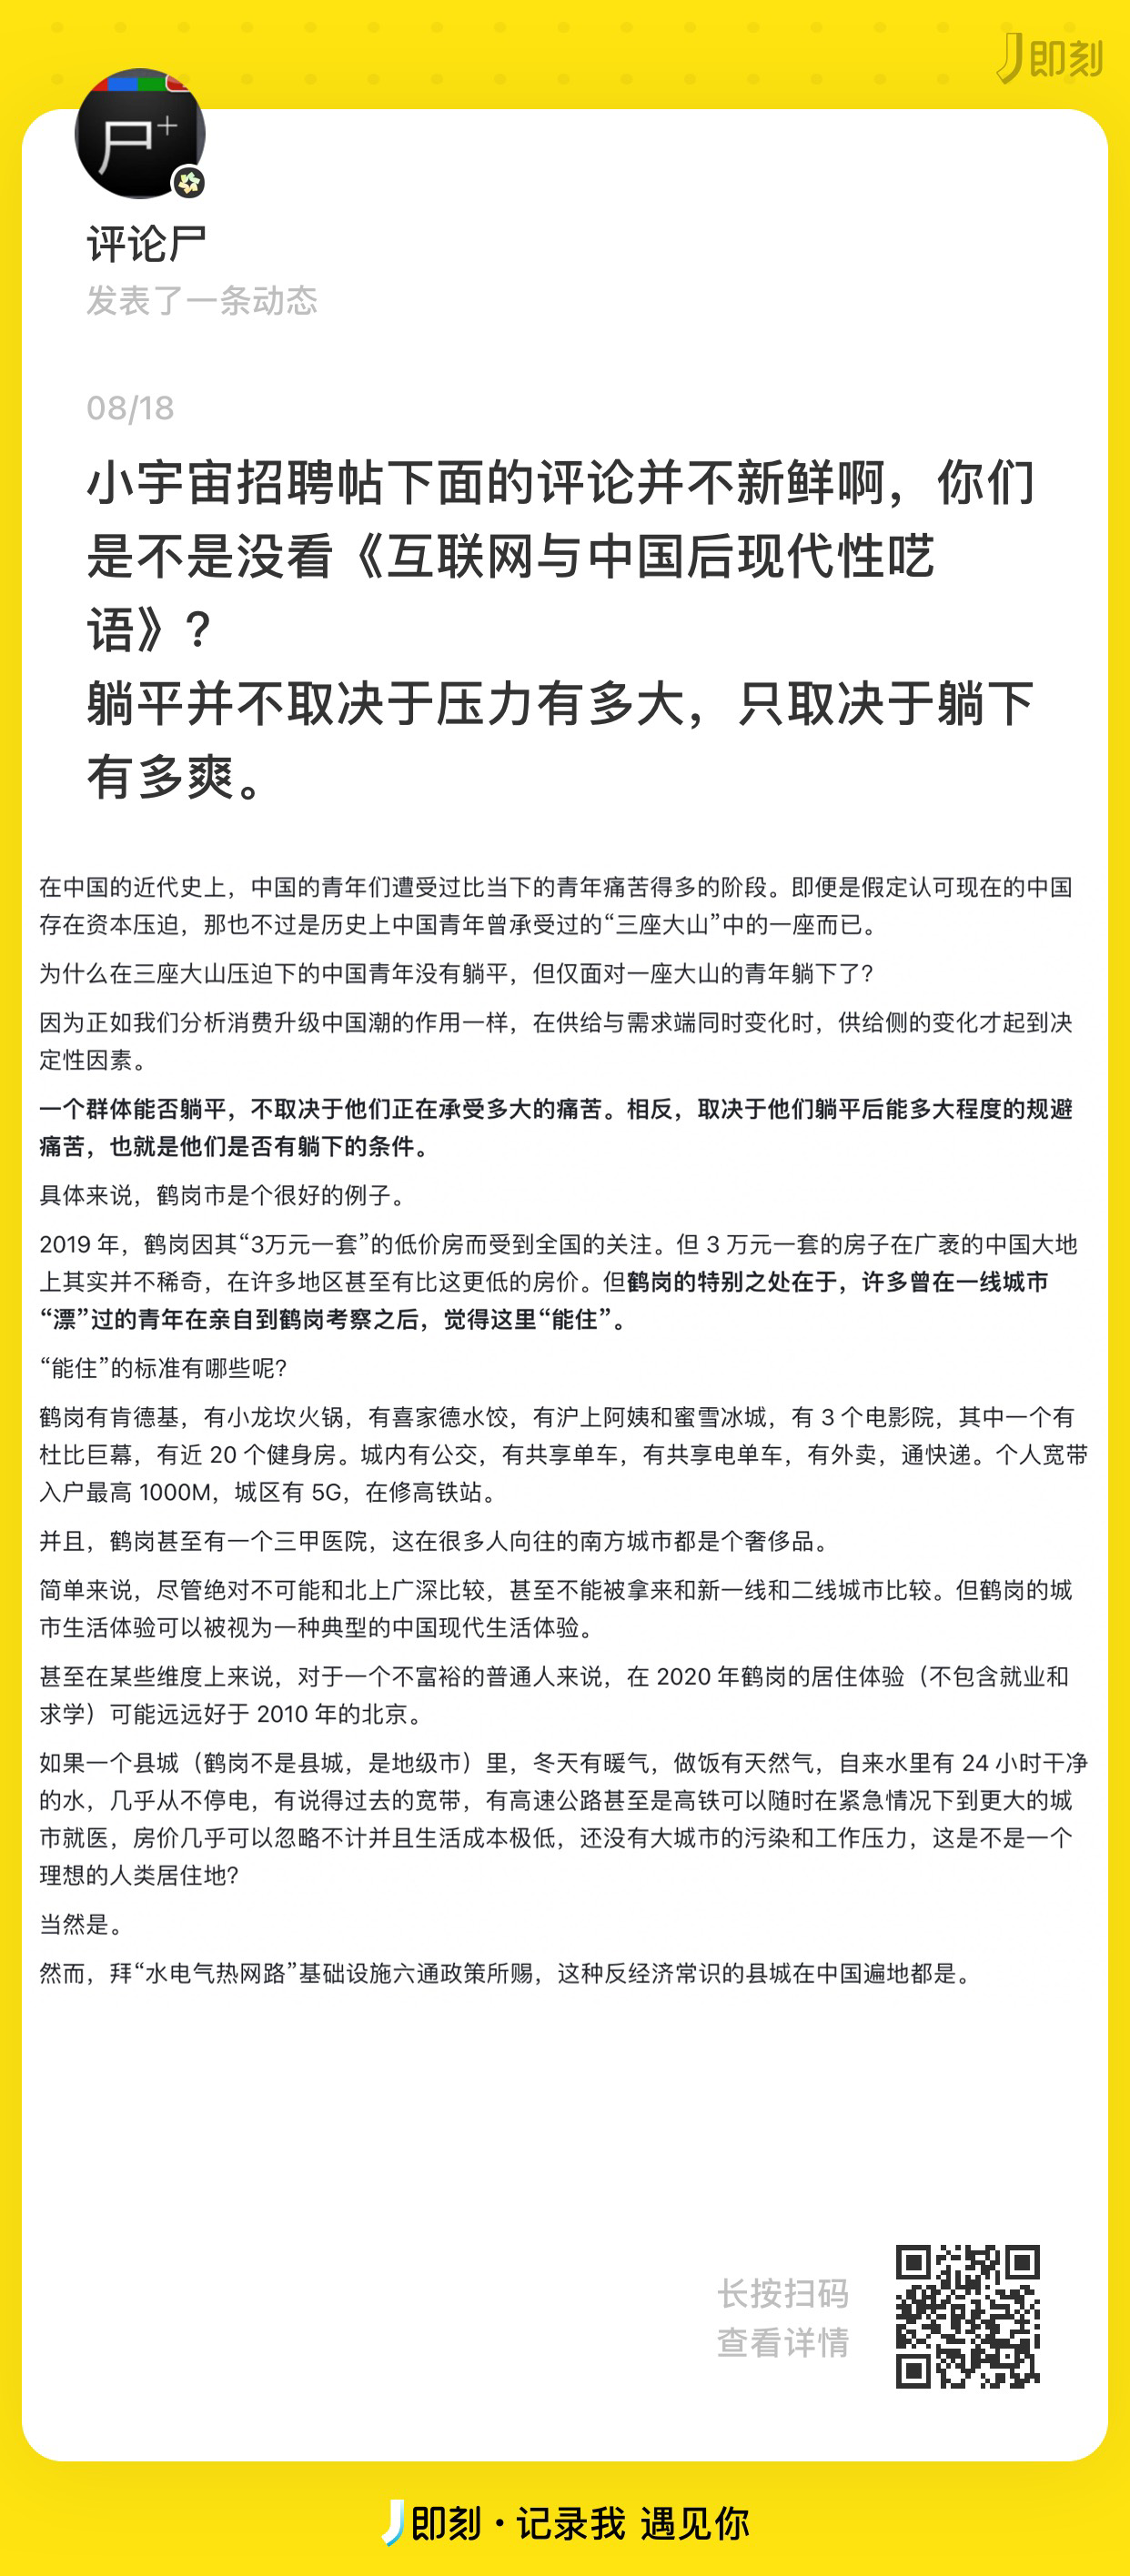 即刻
尸+
评论尸
发表了一条动态
08/18
小宇宙招聘帖下面的评论并不新鲜啊，你们
是不是没看《互联网与中国后现代性呓
语》？
躺平并不取决于压力有多大，只取决于躺下
有多爽。
在中国的近代史上，中国的青年们遭受过比当下的青年痛苦得多的阶段。即便是假定认可现在的中国
存在资本压迫，那也不过是历史上中国青年曾承受过的“三座大山”中的一座而已。
为什么在三座大山压迫下的中国青年没有躺平，但仅面对一座大山的青年躺下了？
因为正如我们分析消费升级中国潮的作用一样，在供给与需求端同时变化时，供给侧的变化才起到决
定性因素。
一个群体能否躺平，不取决于他们正在承受多大的痛苦。相反，取决于他们躺平后能多大程度的规避
痛苦，也就是他们是否有躺下的条件。
具体来说，鹤岗市是个很好的例子。
2019 年，鹤岗因其“3万元一套”的低价房而受到全国的关注。但 3 万元一套的房子在广袤的中国大地
上其实并不稀奇，在许多地区甚至有比这更低的房价。但鹤岗的特别之处在于，许多曾在一线城市
“漂”过的青年在亲自到鹤岗考察之后，觉得这里“能住”。
“能住”的标准有哪些呢？
鹤岗有肯德基，有小龙坎火锅，有喜家德水饺，有沪上阿姨和蜜雪冰城，有 3 个电影院，其中一个有
杜比巨幕，有近 20 个健身房。城内有公交，有共享单车，有共享电单车，有外卖，通快递。个人宽带
入户最高 1000M，城区有 5G，在修高铁站。
并且，鹤岗甚至有一个三甲医院，这在很多人向往的南方城市都是个奢侈品。
简单来说，尽管绝对不可能和北上广深比较，甚至不能被拿来和新一线和二线城市比较。但鹤岗的城
市生活体验可以被视为一种典型的中国现代生活体验。
甚至在某些维度上来说，对于一个不富裕的普通人来说，在 2020 年鹤岗的居住体验（不包含就业和
求学）可能远远好于 2010 年的北京。
如果一个县城（鹤岗不是县城，是地级市）里，冬天有暖气，做饭有天然气，自来水里有 24 小时干净
的水，几乎从不停电，有说得过去的宽带，有高速公路甚至是高铁可以随时在紧急情况下到更大的城
市就医，房价几乎可以忽略不计并且生活成本极低，还没有大城市的污染和工作压力，这是不是一个
理想的人类居住地？
当然是。
然而，拜“水电气热网路”基础设施六通政策所赐，这种反经济常识的县城在中国遍地都是。
长按扫码
查看详情
即刻·记录我 遇见你